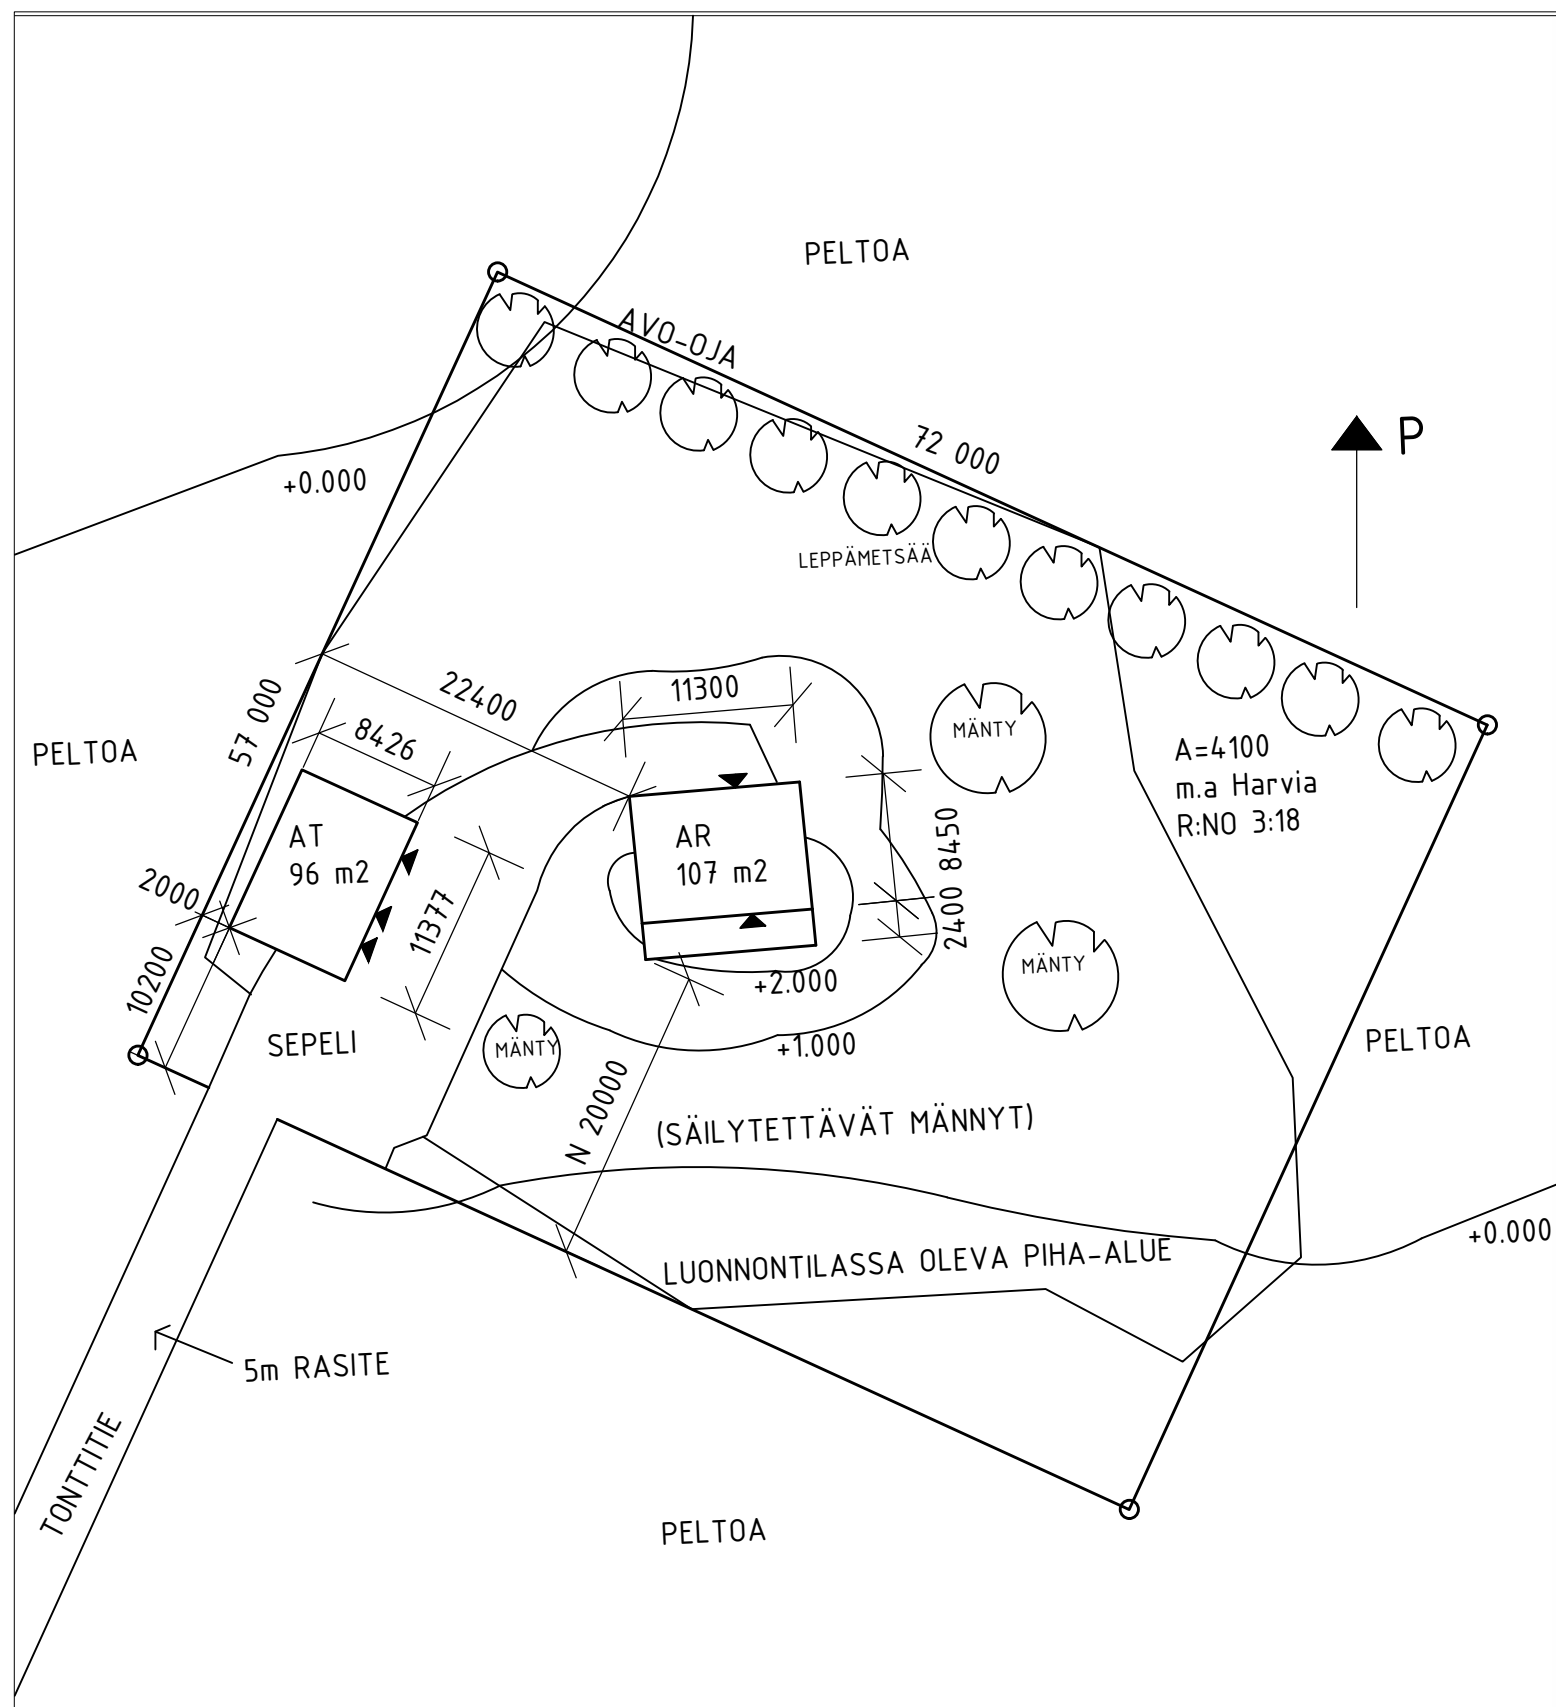 PELTOA
AVO-OJA
72 000
P
+0.000
LEPPÄMETSÄÄ
22400
11300
57 000
8426
MÄNTY
PELTOA
A=4100
m.a Harvia
R:NO 3:18
AT
96 m2
AR
107 m2
2400 8450
2000
11377
10200
MÄNTY
+2.000
SEPELI
MÄNTY
+1.000
PELTOA
N 20000
(SÄILYTETTÄVÄT MÄNNYT)
+0.000
LUONNONTILASSA OLEVA PIHA-ALUE
5m RASITE
TONTTITIE
PELTOA